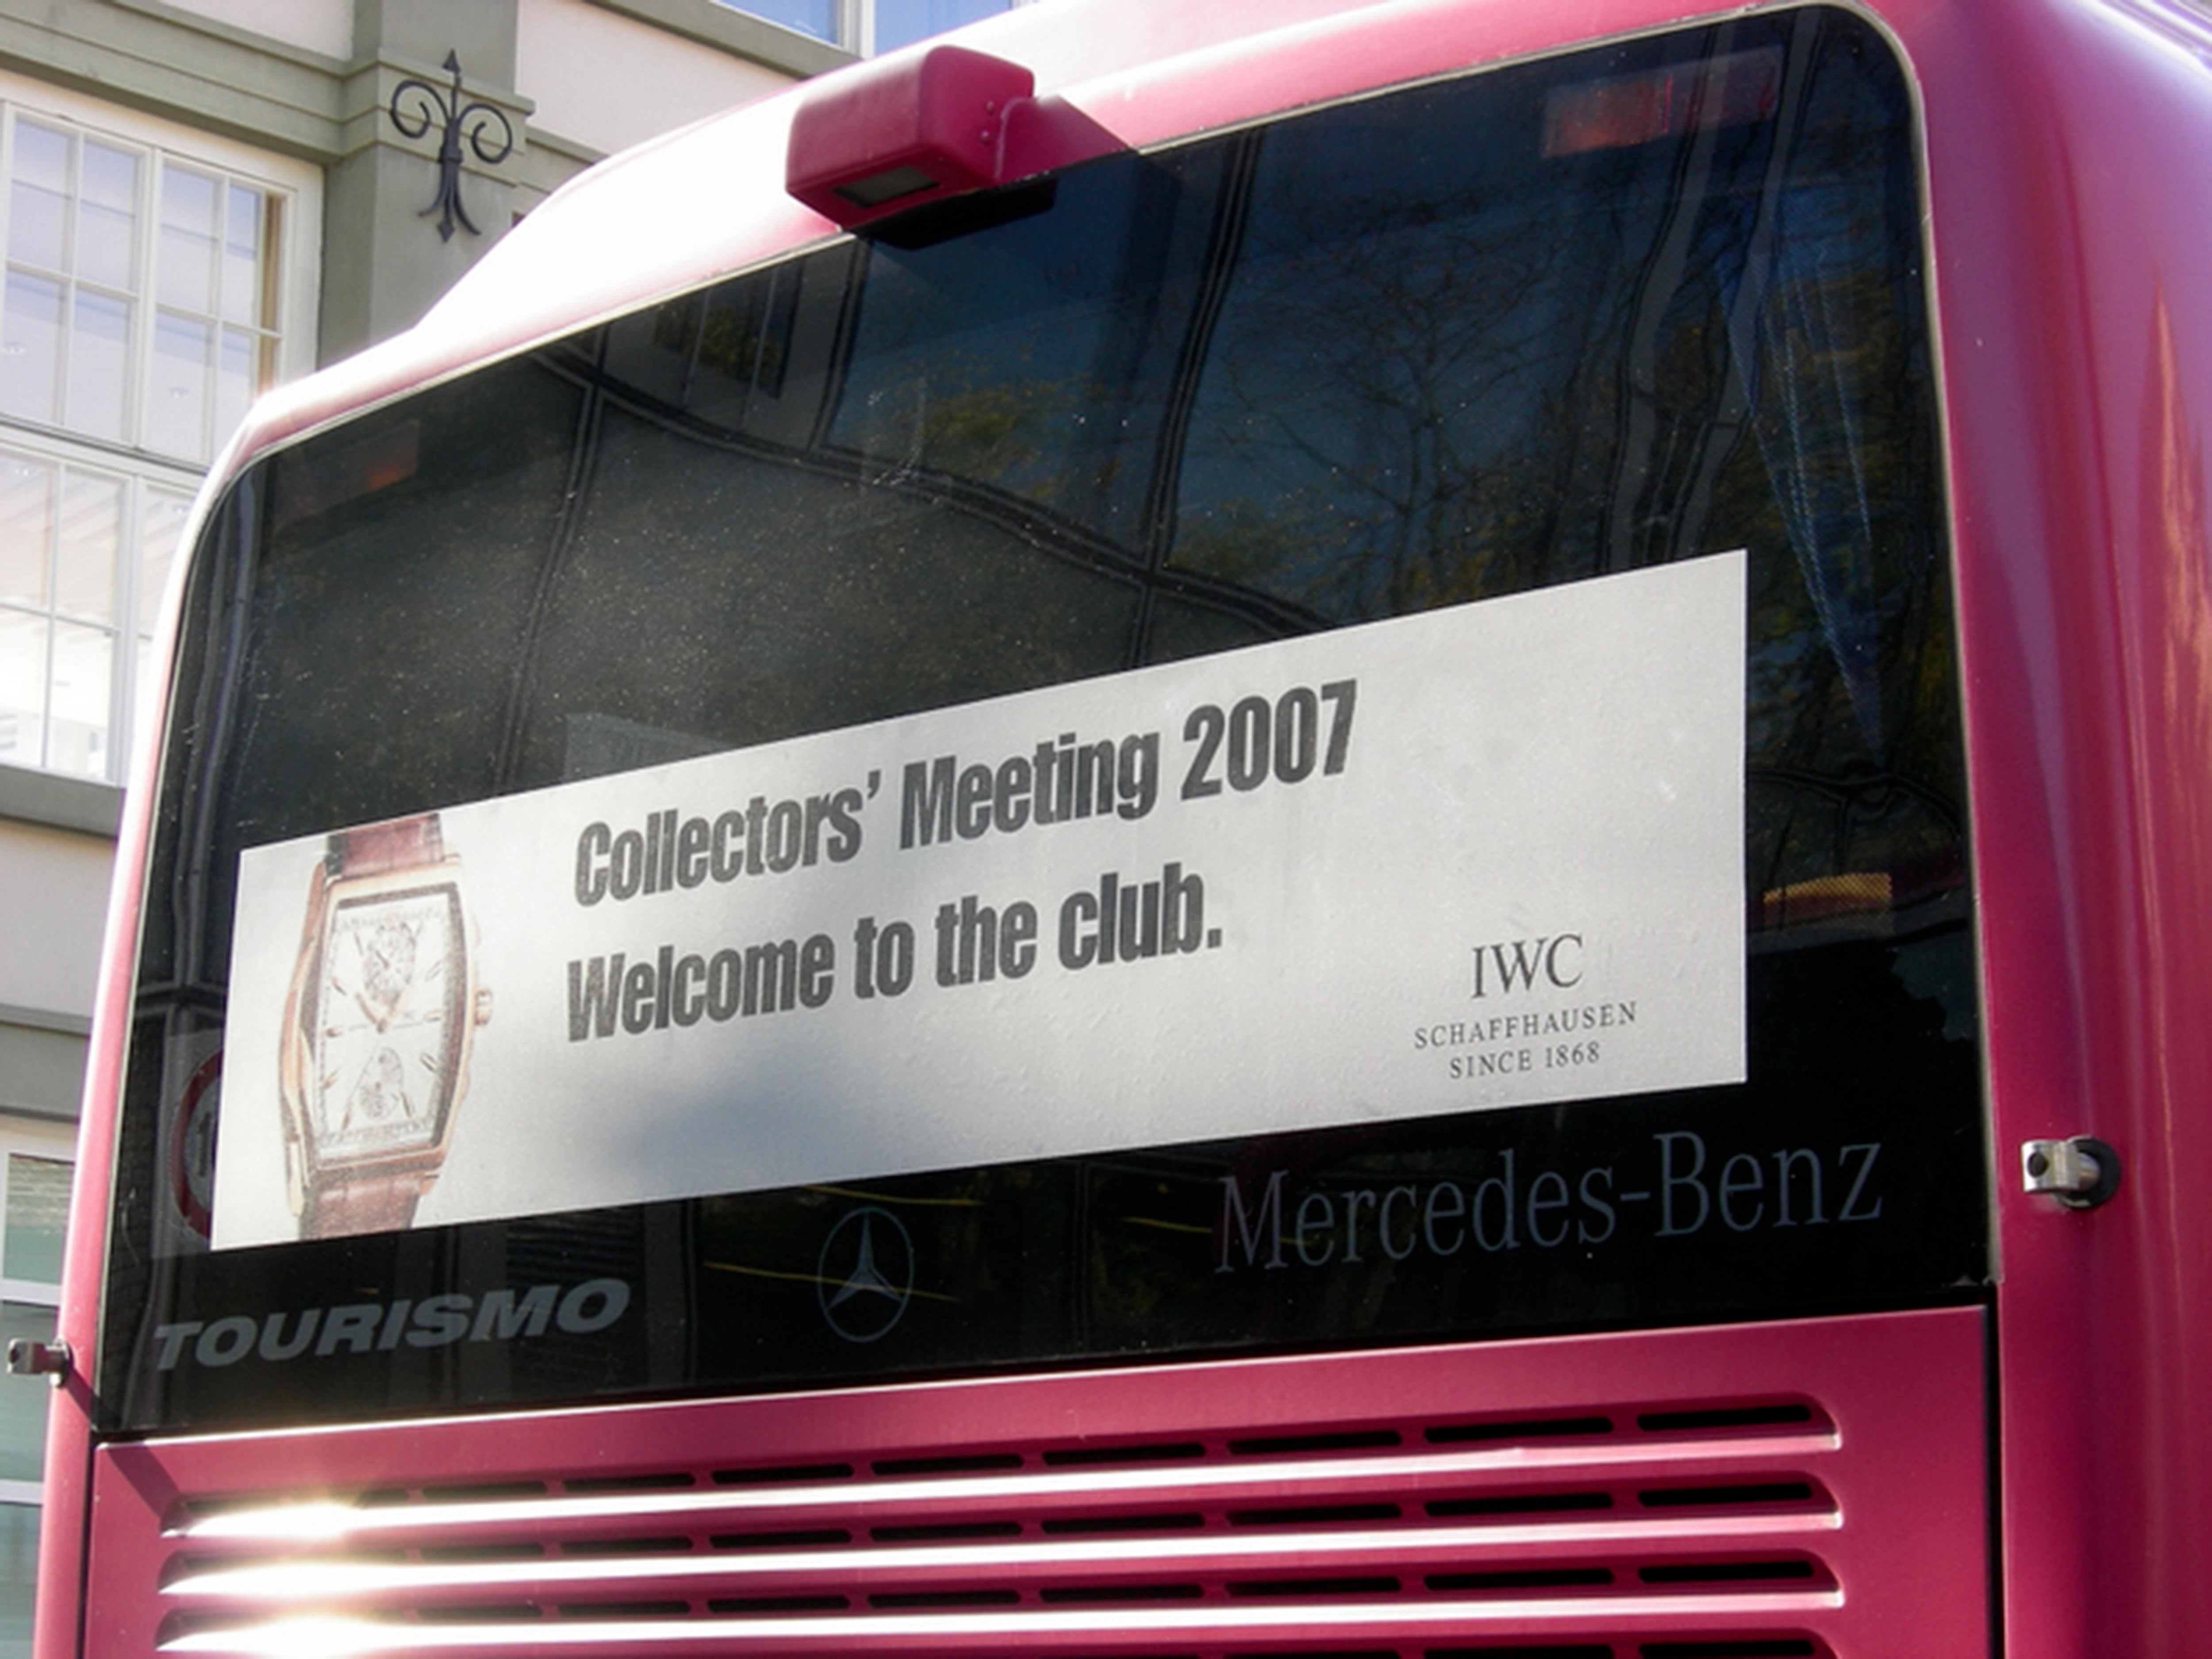 Collectors’ Meeting 2007
Welcome to the club.
IWC
SCHAFFHAUSEN
SINCE 1868
Mercedes-Benz
TOURISMO